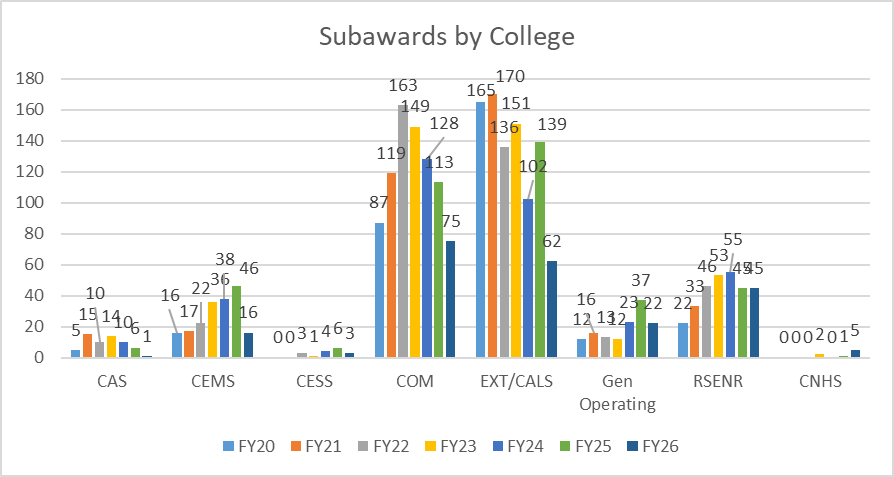 Subawards by College
180
160
140
120
100
80
60
40
20
0
5 15 10 14 10 6 1
16 17 22 36 38 46 16
0 0 3 1 4 6 3
87 119 163 149 128 113 75
165 170 136 151 102 139 62
12 16 13 12 23 37 22
22 33 46 53 55 45 45
0 0 0 2 0 1 5
CAS CEMS CESS COM EXT/CALS Gen Operating RSENR CNHS
FY20 FY21 FY22 FY23 FY24 FY25 FY26